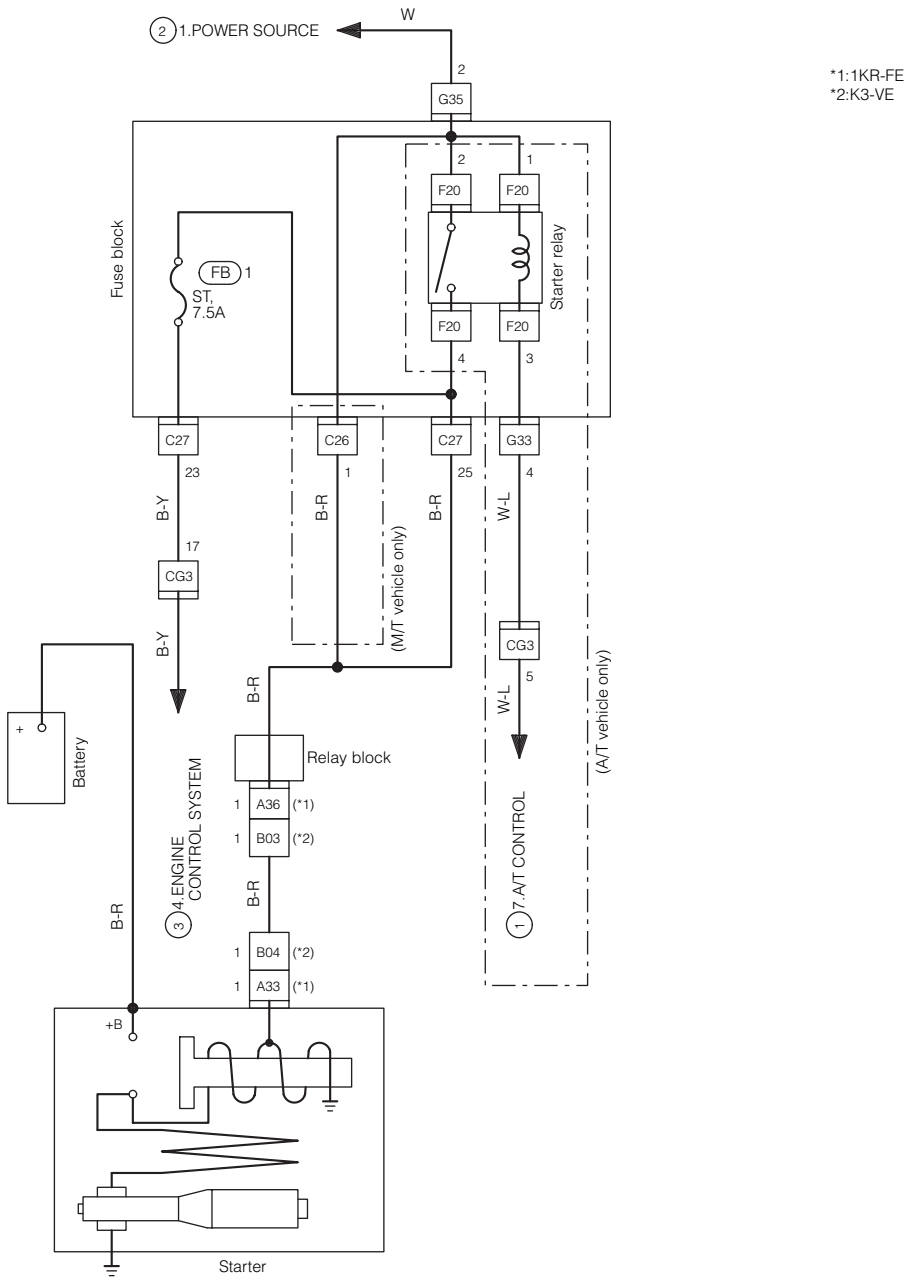 2 1.POWER SOURCE
W
*1:1KR-FE
*2:K3-VE
2
G35
2
1
F20
F20
Fuse block
FB 1
ST,
7.5A
Starter relay
F20
F20
4
3
C27
C26
C27
G33
23
1
25
4
B-Y
B-R
B-R
W-L
(M/T vehicle only)
17
CG3
CG3
5
B-Y
B-R
W-L
(A/T vehicle only)
+
Battery
Relay block
1 A36 (*1)
1 B03 (*2)
3 4.ENGINE
CONTROL SYSTEM
1 7.A/T CONTROL
B-R
B-R
1 B04 (*2)
1 A33 (*1)
+B
Starter